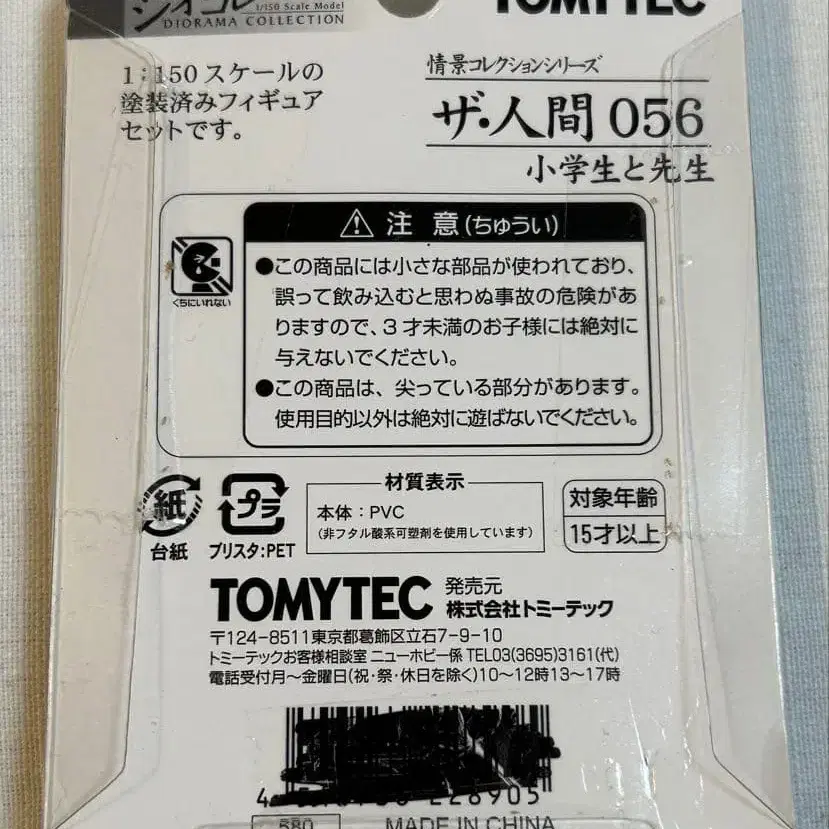 ジオコレ
1/150 Scale Model
DIORAMA COLLECTION
TOMYTEC
1:150スケールの
塗装済みフィギュア
セットです。
情景コレクションシリーズ
ザ・人間 056
小学生と先生
くちにいれない
⚠ 注 意(ちゅうい)
●この商品には小さな部品が使われており、
誤って飲み込むと思わぬ事故の危険があ
りますので、3才未満のお子様には絶対に
与えないでください。
●この商品は、尖っている部分があります。
使用目的以外は絶対に遊ばないでください。
紙
台紙
プラ
ブリスタ:PET
材質表示
本体：PVC
(非フタル酸系可塑剤を使用しています)
対象年齢
15才以上
TOMYTEC 発売元
株式会社トミーテック
〒124-8511東京都葛飾区立石7-9-10
トミーテックお客様相談室 ニューホビー係 TEL03(3695)3161(代)
電話受付月〜金曜日(祝・祭・休日を除く)10〜12時13〜17時
4 228905
580
MADE IN CHINA